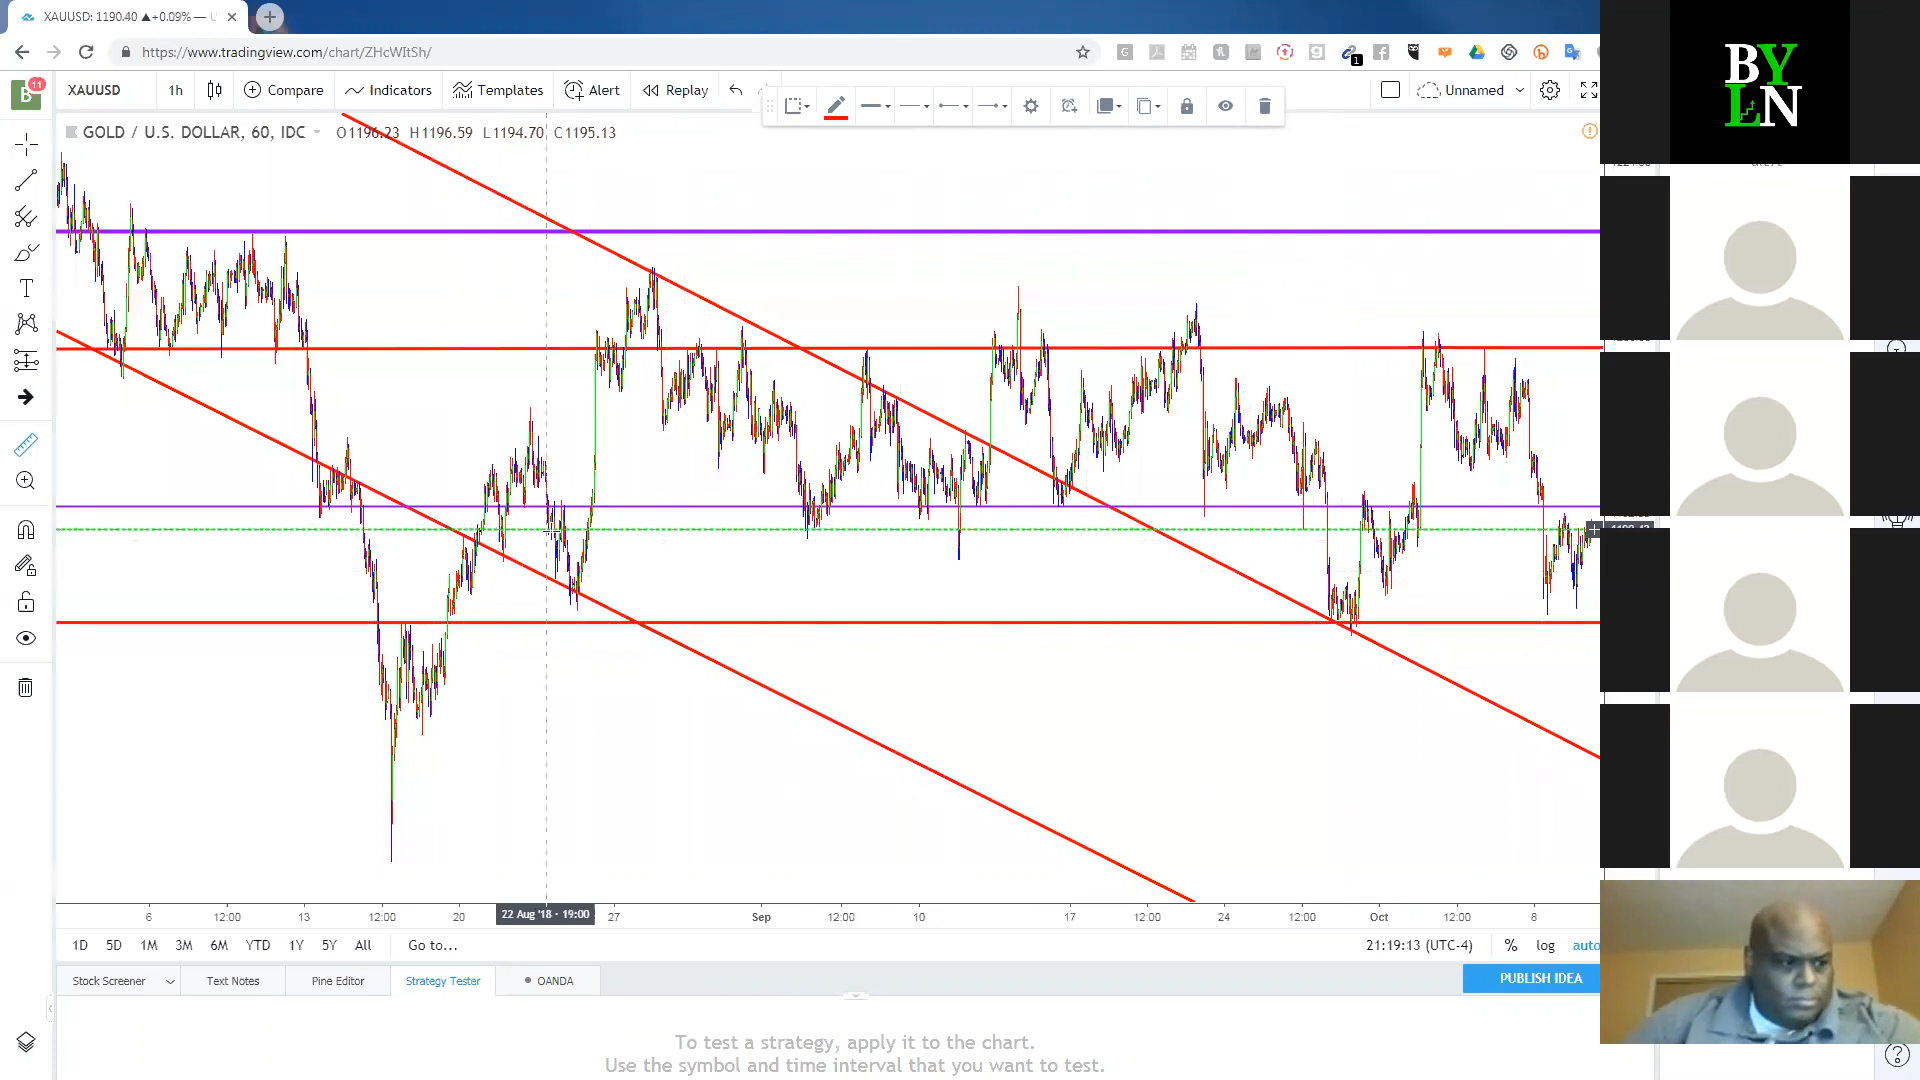 XAUUSD: 1190.40 ▲+0.09% —
https://www.tradingview.com/chart/ZHcWItSh/
B 11
XAUUSD 1h Compare Indicators Templates Alert Replay Unnamed
GOLD / U.S. DOLLAR, 60, IDC O1196.23 H1196.59 L1194.70 C1195.13
BY
LN
6 12:00 13 12:00 20 22 Aug '18 - 19:00 27 Sep 12:00 10 17 12:00 24 12:00 Oct 12:00 8
1D 5D 1M 3M 6M YTD 1Y 5Y All Go to... 21:19:13 (UTC-4) % log auto
Stock Screener Text Notes Pine Editor Strategy Tester OANDA PUBLISH IDEA
To test a strategy, apply it to the chart.
Use the symbol and time interval that you want to test.